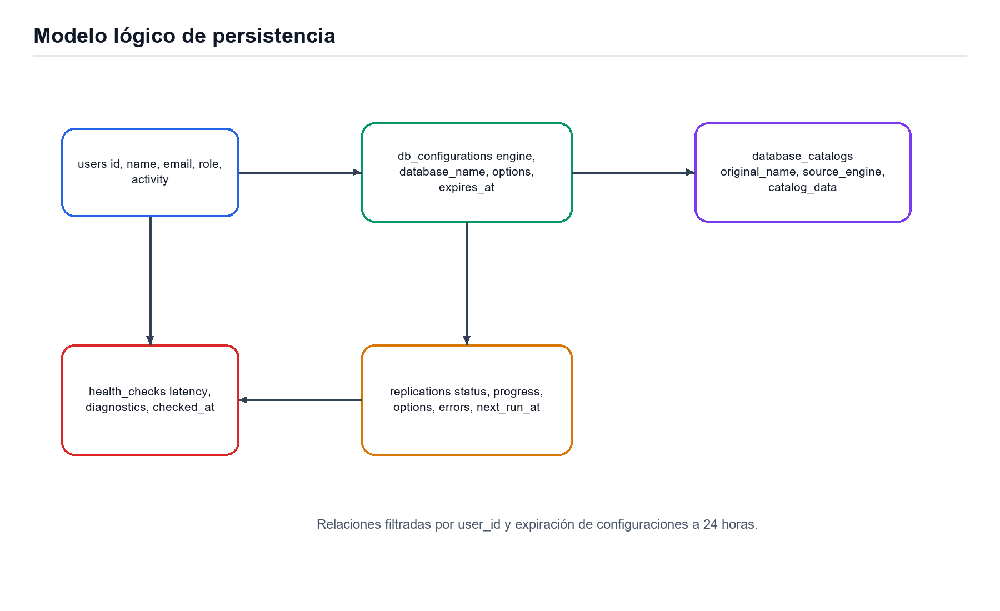 Modelo lógico de persistencia
users id, name, email, role,
activity
db_configurations engine,
database_name, options,
expires_at
database_catalogs
original_name, source_engine,
catalog_data
health_checks latency,
diagnostics, checked_at
replications status, progress,
options, errors, next_run_at
Relaciones filtradas por user_id y expiración de configuraciones a 24 horas.